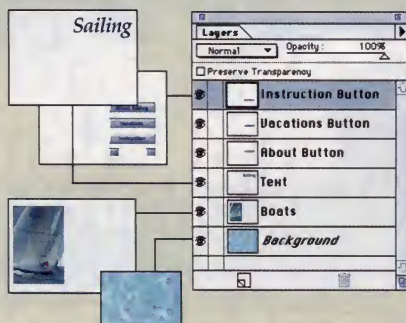 Sailing
Layers
Normal Opacity: 100%
Preserve Transparency
Instruction Button
Vacations Button
About Button
Text
Boats
Background